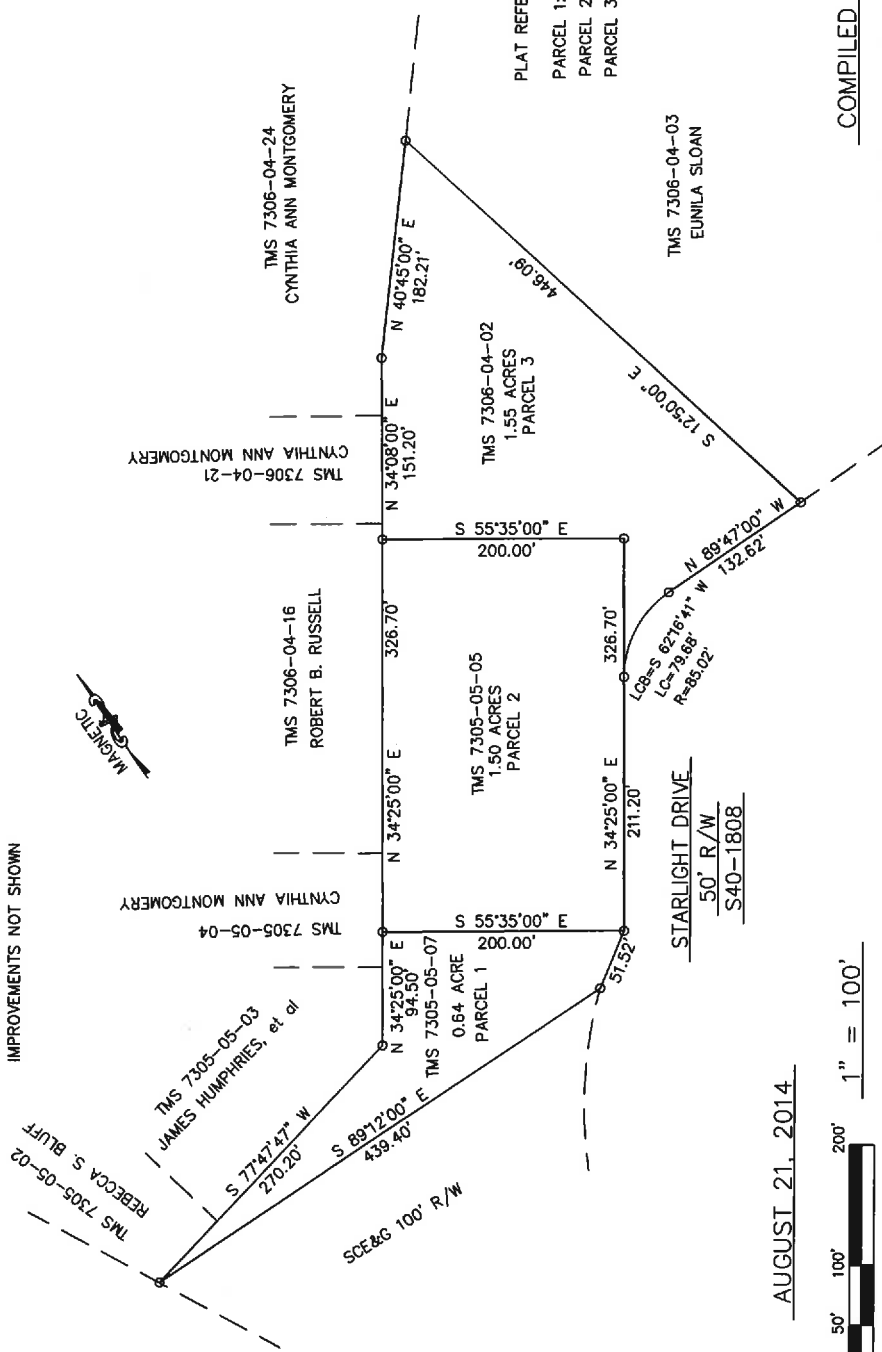 IMPROVEMENTS NOT SHOWN
MAGNETIC
TMS 7305-05-02
REBECCA S. BLUFF
TMS 7305-05-03
JAMES HUMPHRIES, et al
TMS 7305-05-04
CYNTHIA ANN MONTGOMERY
TMS 7306-04-16
ROBERT B. RUSSELL
TMS 7306-04-21
CYNTHIA ANN MONTGOMERY
TMS 7306-04-24
CYNTHIA ANN MONTGOMERY
S 77°47'47" W
270.20'
S 89°12'00" E
439.40'
SCE&G 100' R/W
N 34°25'00" E
94.50'
TMS 7305-05-07
0.64 ACRE
PARCEL 1
S 55°35'00" E
200.00'
51.52'
N 34°25'00" E
326.70'
TMS 7305-05-05
1.50 ACRES
PARCEL 2
N 34°25'00" E
211.20'
326.70'
S 55°35'00" E
200.00'
N 34°08'00" E
151.20'
N 40°45'00" E
182.21'
TMS 7306-04-02
1.55 ACRES
PARCEL 3
446.09'
S 12°50'00" E
N 89°47'00" W
132.62'
LCB=S 62°16'41" W
LC=79.68'
R=85.02'
TMS 7306-04-03
EUNILA SLOAN
STARLIGHT DRIVE
50' R/W
S40-1808
PLAT REFE
PARCEL 1:
PARCEL 2
PARCEL 3
COMPILED
AUGUST 21, 2014
1" = 100'
50'
100'
200'